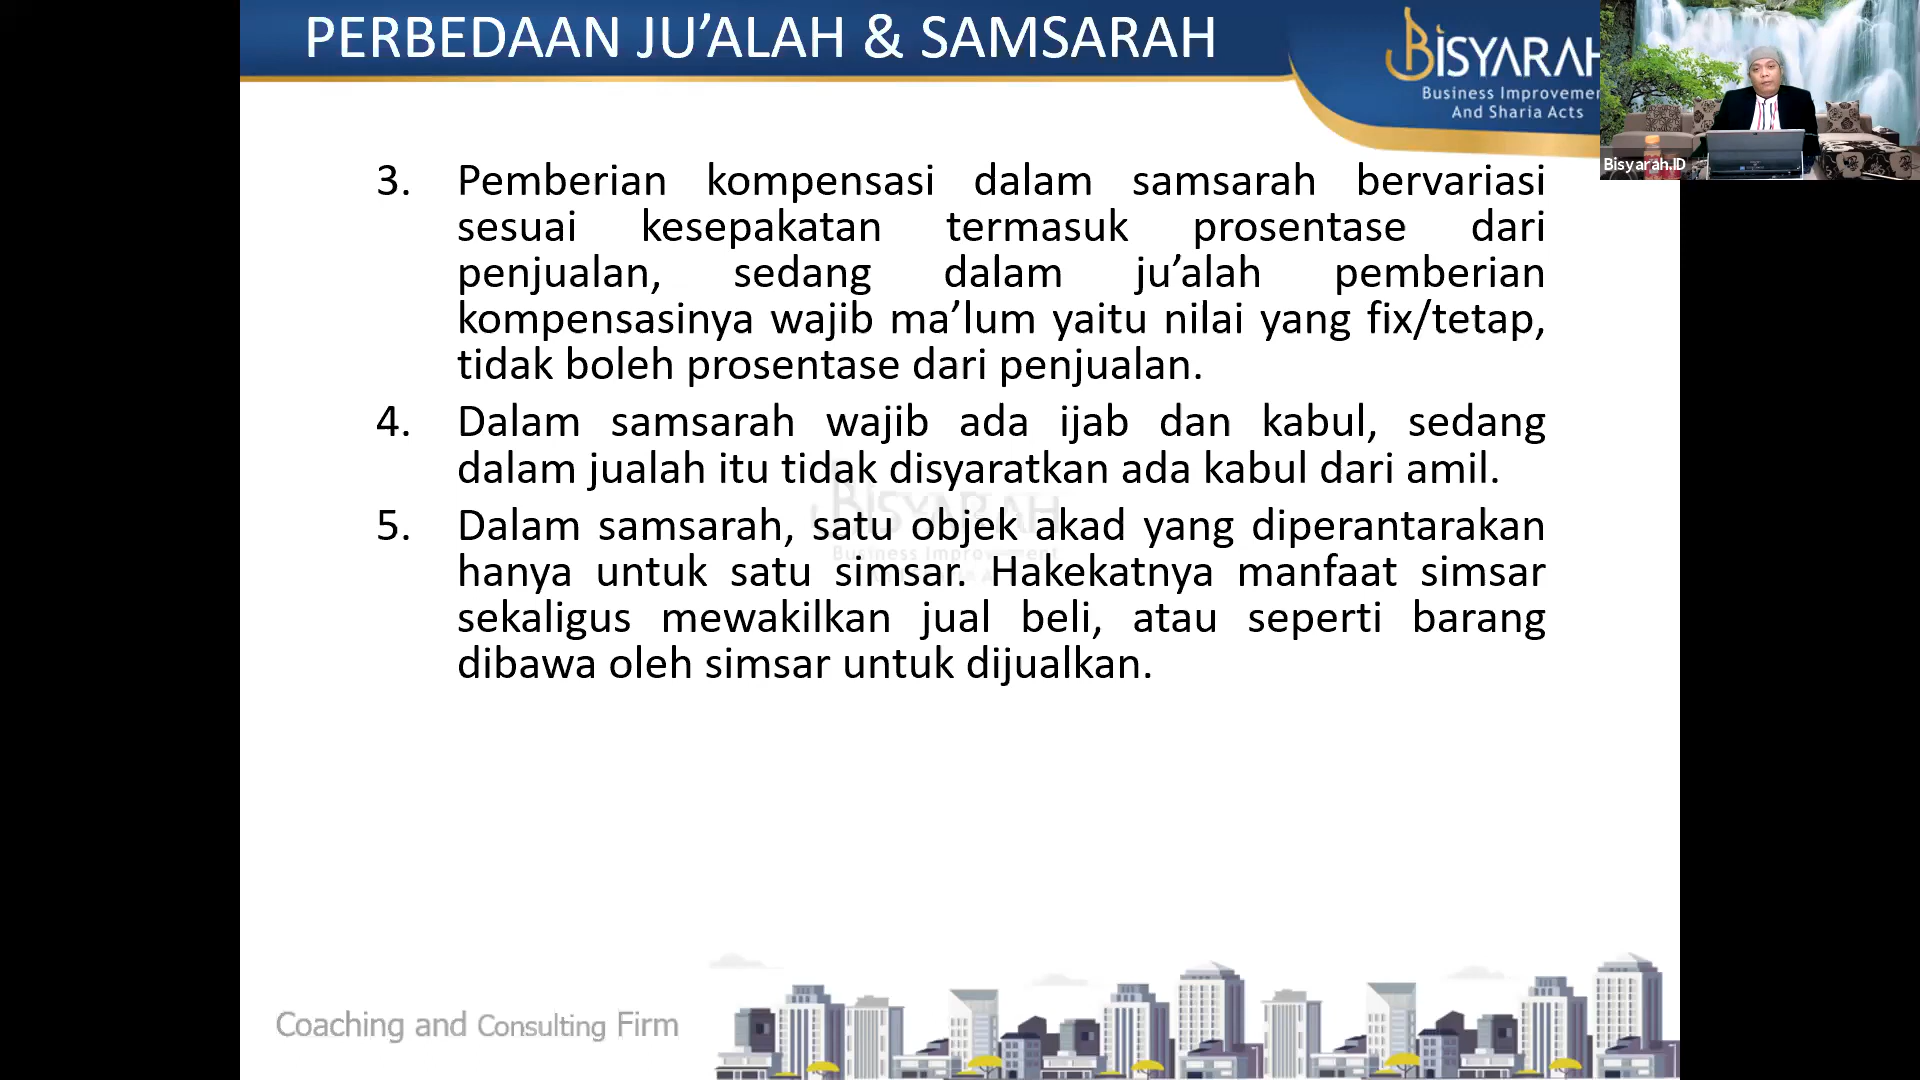 PERBEDAAN JU’ALAH & SAMSARAH
BISYARAH
Business Improvemen
And Sharia Acts
Bisyarah.ID
3. Pemberian kompensasi dalam samsarah bervariasi
sesuai kesepakatan termasuk prosentase dari
penjualan, sedang dalam ju’alah pemberian
kompensasinya wajib ma’lum yaitu nilai yang fix/tetap,
tidak boleh prosentase dari penjualan.
4. Dalam samsarah wajib ada ijab dan kabul, sedang
dalam jualah itu tidak disyaratkan ada kabul dari amil.
5. Dalam samsarah, satu objek akad yang diperantarakan
hanya untuk satu simsar. Hakekatnya manfaat simsar
sekaligus mewakilkan jual beli, atau seperti barang
dibawa oleh simsar untuk dijualkan.
BISYARAH
Business Improvement
Coaching and Consulting Firm